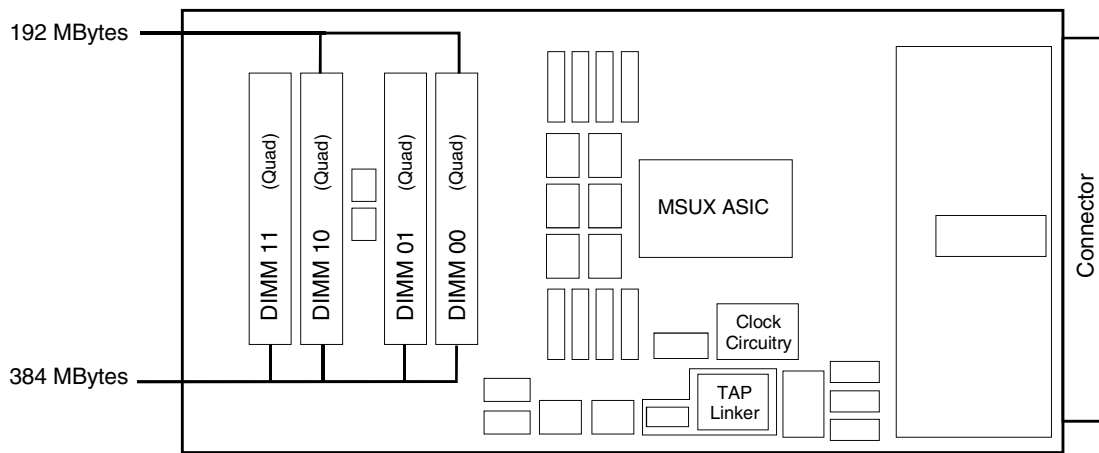 192 MBytes
DIMM 11 (Quad)
DIMM 10 (Quad)
DIMM 01 (Quad)
DIMM 00 (Quad)
MSUX ASIC
Connector
Clock
Circuitry
384 MBytes
TAP
Linker